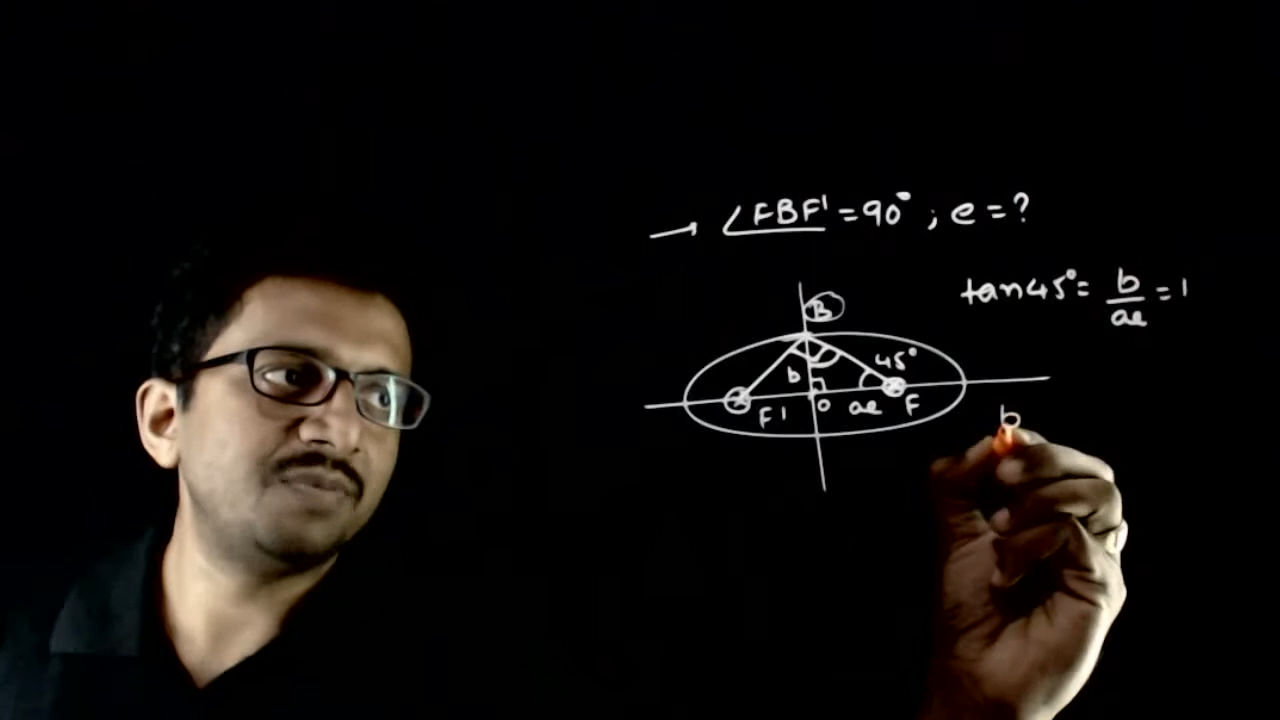 → ∠FBF' = 90° ; e = ?
tan45° = b/ae = 1
B
45°
b
F' O ae F
b